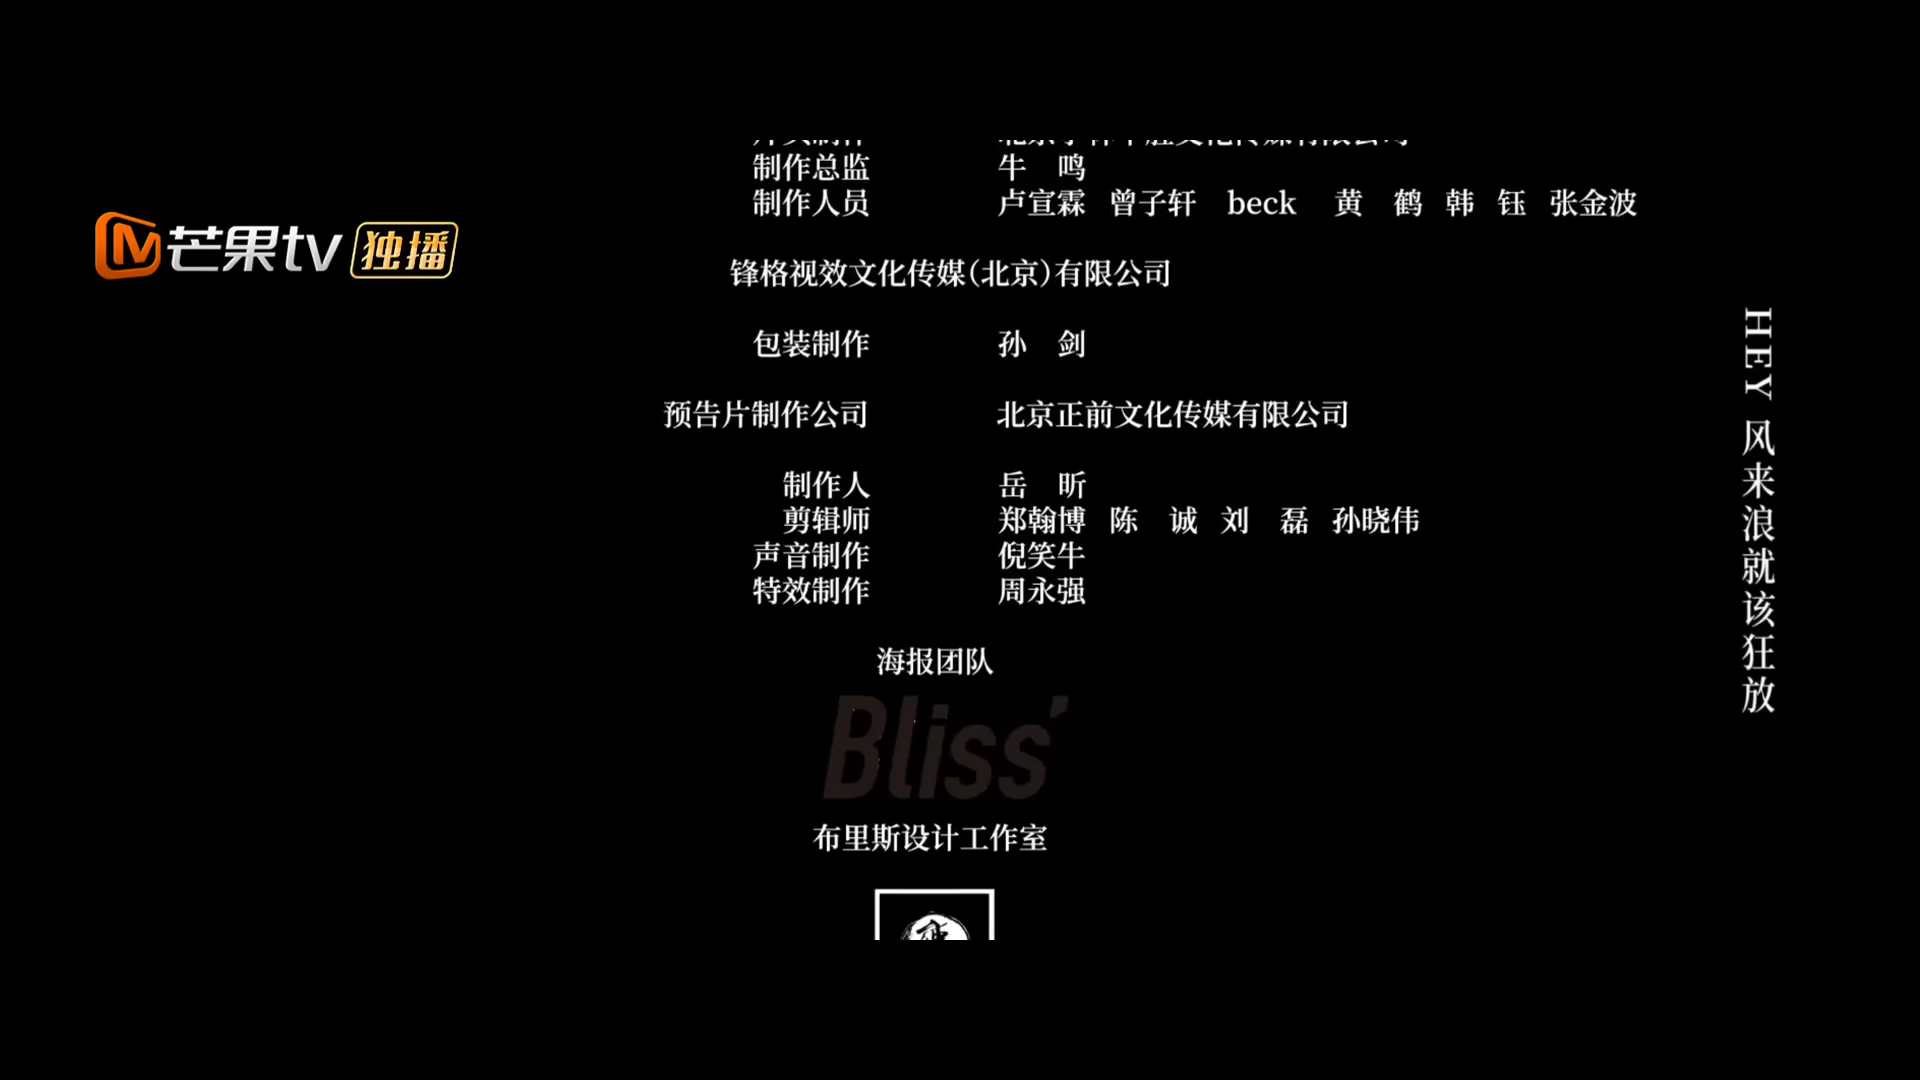 制作总监 牛 鸣
制作人员 卢宣霖 曾子轩 beck 黄 鹤 韩 钰 张金波
芒果tv 独播
锋格视效文化传媒(北京)有限公司
包装制作 孙 剑
预告片制作公司 北京正前文化传媒有限公司
制作人 岳 昕
剪辑师 郑翰博 陈 诚 刘 磊 孙晓伟
声音制作 倪笑牛
特效制作 周永强
海报团队
Bliss'
布里斯设计工作室
HEY 风来浪就该狂放